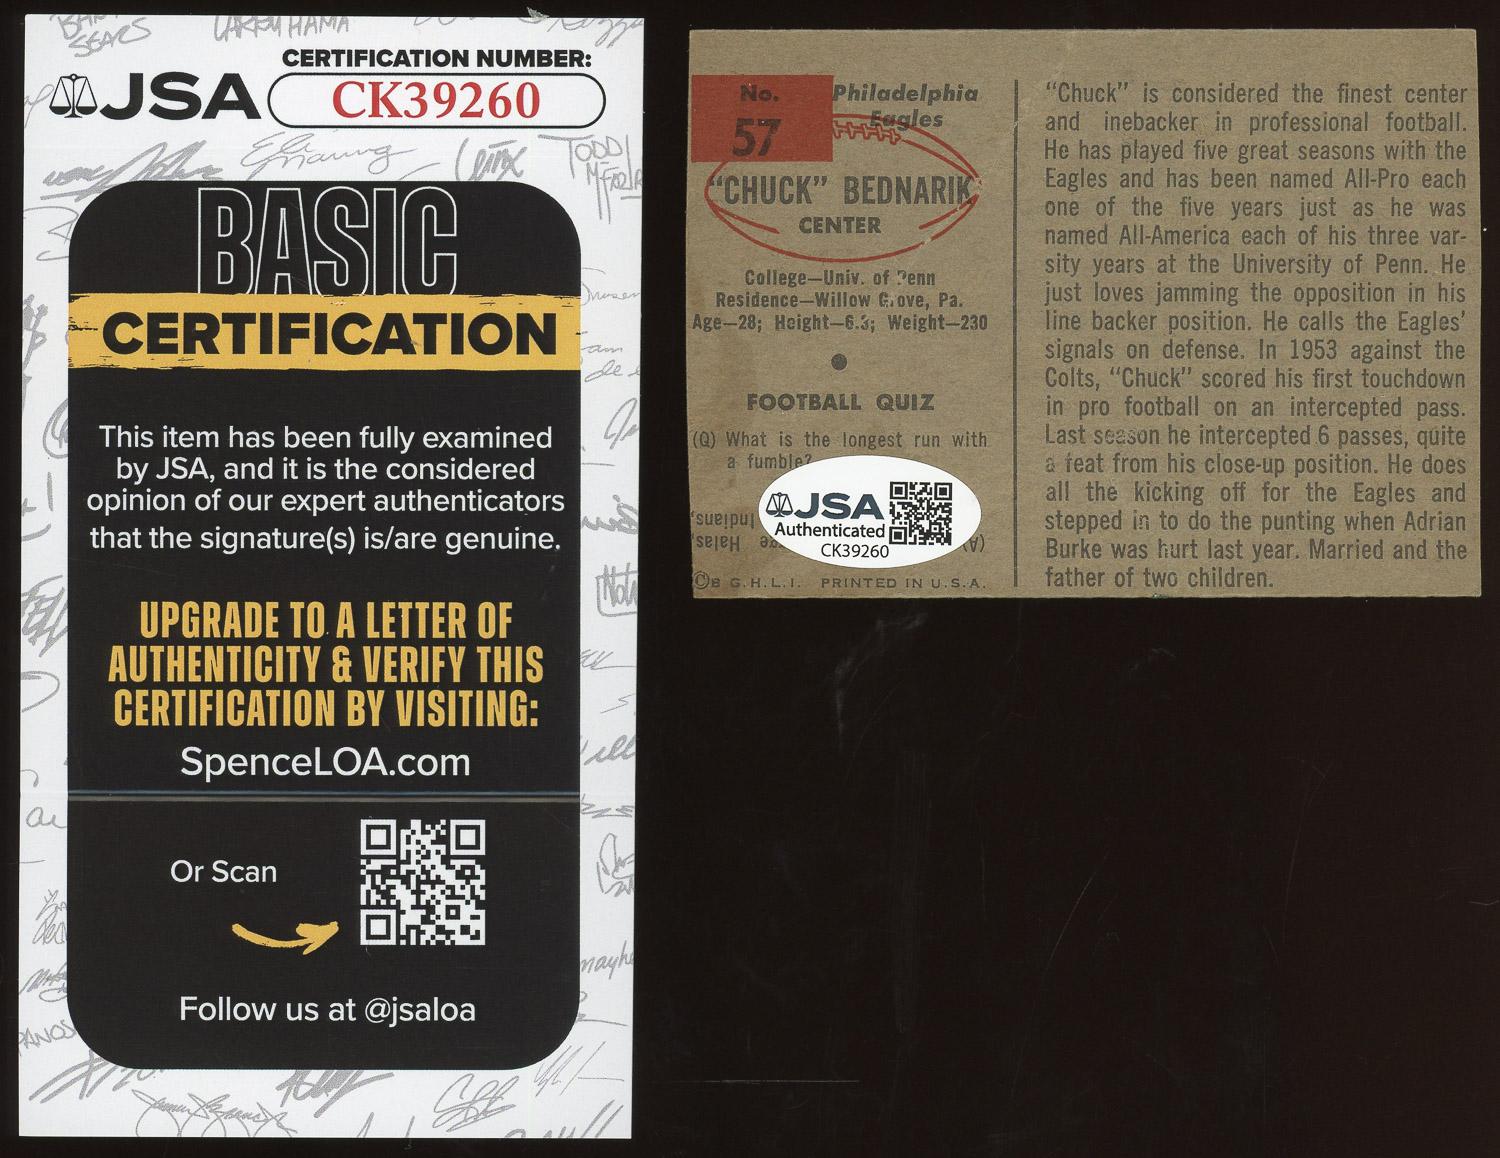 CERTIFICATION NUMBER:
JSA
CK39260
BASIC
CERTIFICATION
This item has been fully examined
by JSA, and it is the considered
opinion of our expert authenticators
that the signature(s) is/are genuine.
UPGRADE TO A LETTER OF
AUTHENTICITY & VERIFY THIS
CERTIFICATION BY VISITING:
SpenceLOA.com
Or Scan
Follow us at @jsaloa
No.
57
Philadelphia
Eagles
"CHUCK" BEDNARIK
CENTER
College—Univ. of Penn
Residence—Willow Grove, Pa.
Age—28; Height—6.3; Weight—230
FOOTBALL QUIZ
(Q) What is the longest run with
a fumble?
JSA
Authenticated
CK39260
Indians,
Halas,
(A)
©B G.H.L.I. PRINTED IN U.S.A.
"Chuck" is considered the finest center
and inebacker in professional football.
He has played five great seasons with the
Eagles and has been named All-Pro each
one of the five years just as he was
named All-America each of his three var-
sity years at the University of Penn. He
just loves jamming the opposition in his
line backer position. He calls the Eagles'
signals on defense. In 1953 against the
Colts, "Chuck" scored his first touchdown
in pro football on an intercepted pass.
Last season he intercepted 6 passes, quite
a feat from his close-up position. He does
all the kicking off for the Eagles and
stepped in to do the punting when Adrian
Burke was hurt last year. Married and the
father of two children.